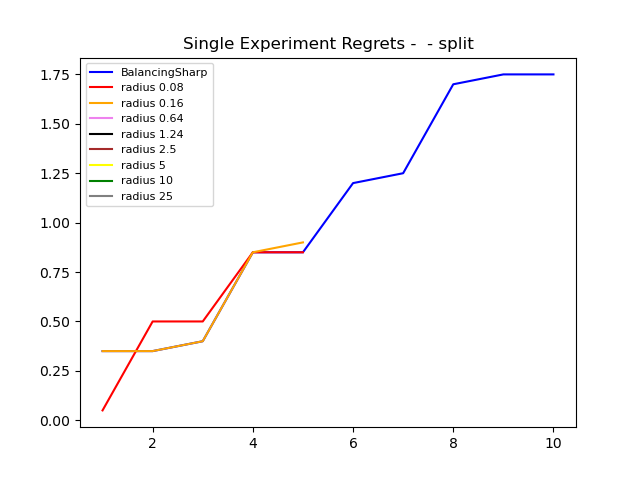 Single Experiment Regrets -  - split
BalancingSharp
radius 0.08
radius 0.16
radius 0.64
radius 1.24
radius 2.5
radius 5
radius 10
radius 25
1.75
1.50
1.25
1.00
0.75
0.50
0.25
0.00
2 4 6 8 10